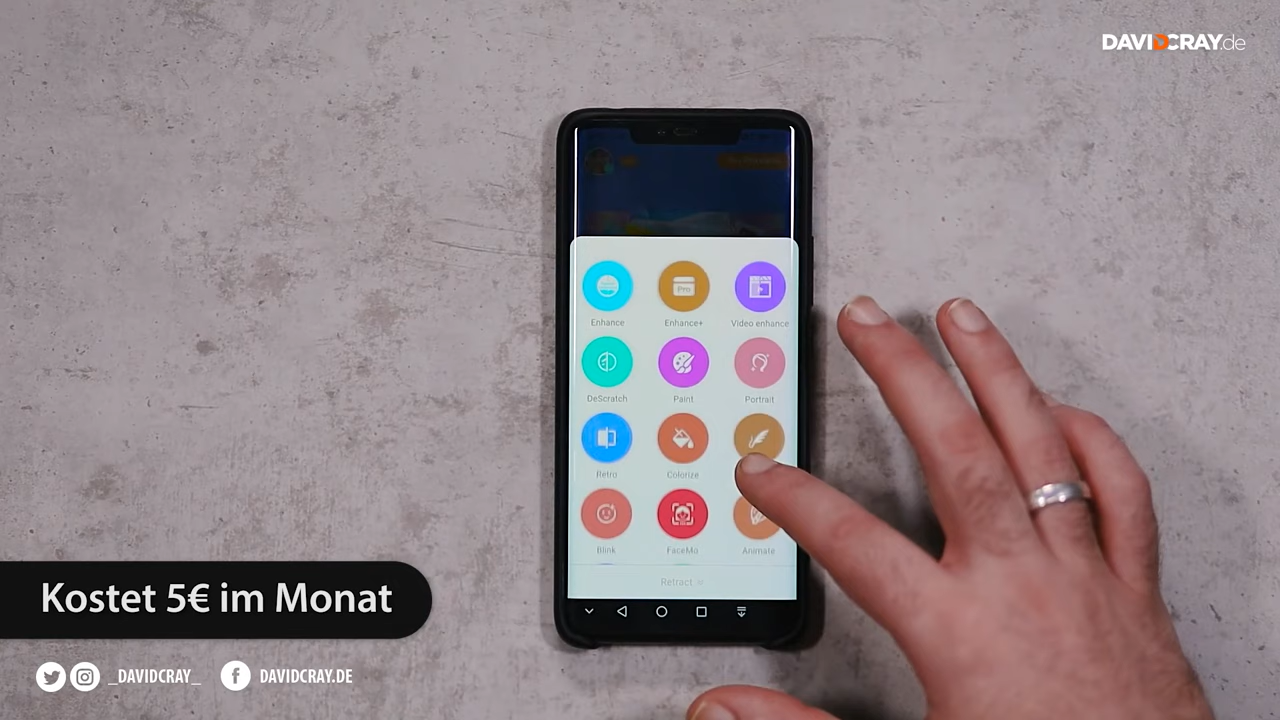 DAVIDCRAY.de
Pro
Enhance Enhance+ Video enhance
DeScratch Paint Portrait
Retro Colorize
Blink FaceMo Animate
Retract
Kostet 5€ im Monat
_DAVIDCRAY_ DAVIDCRAY.DE